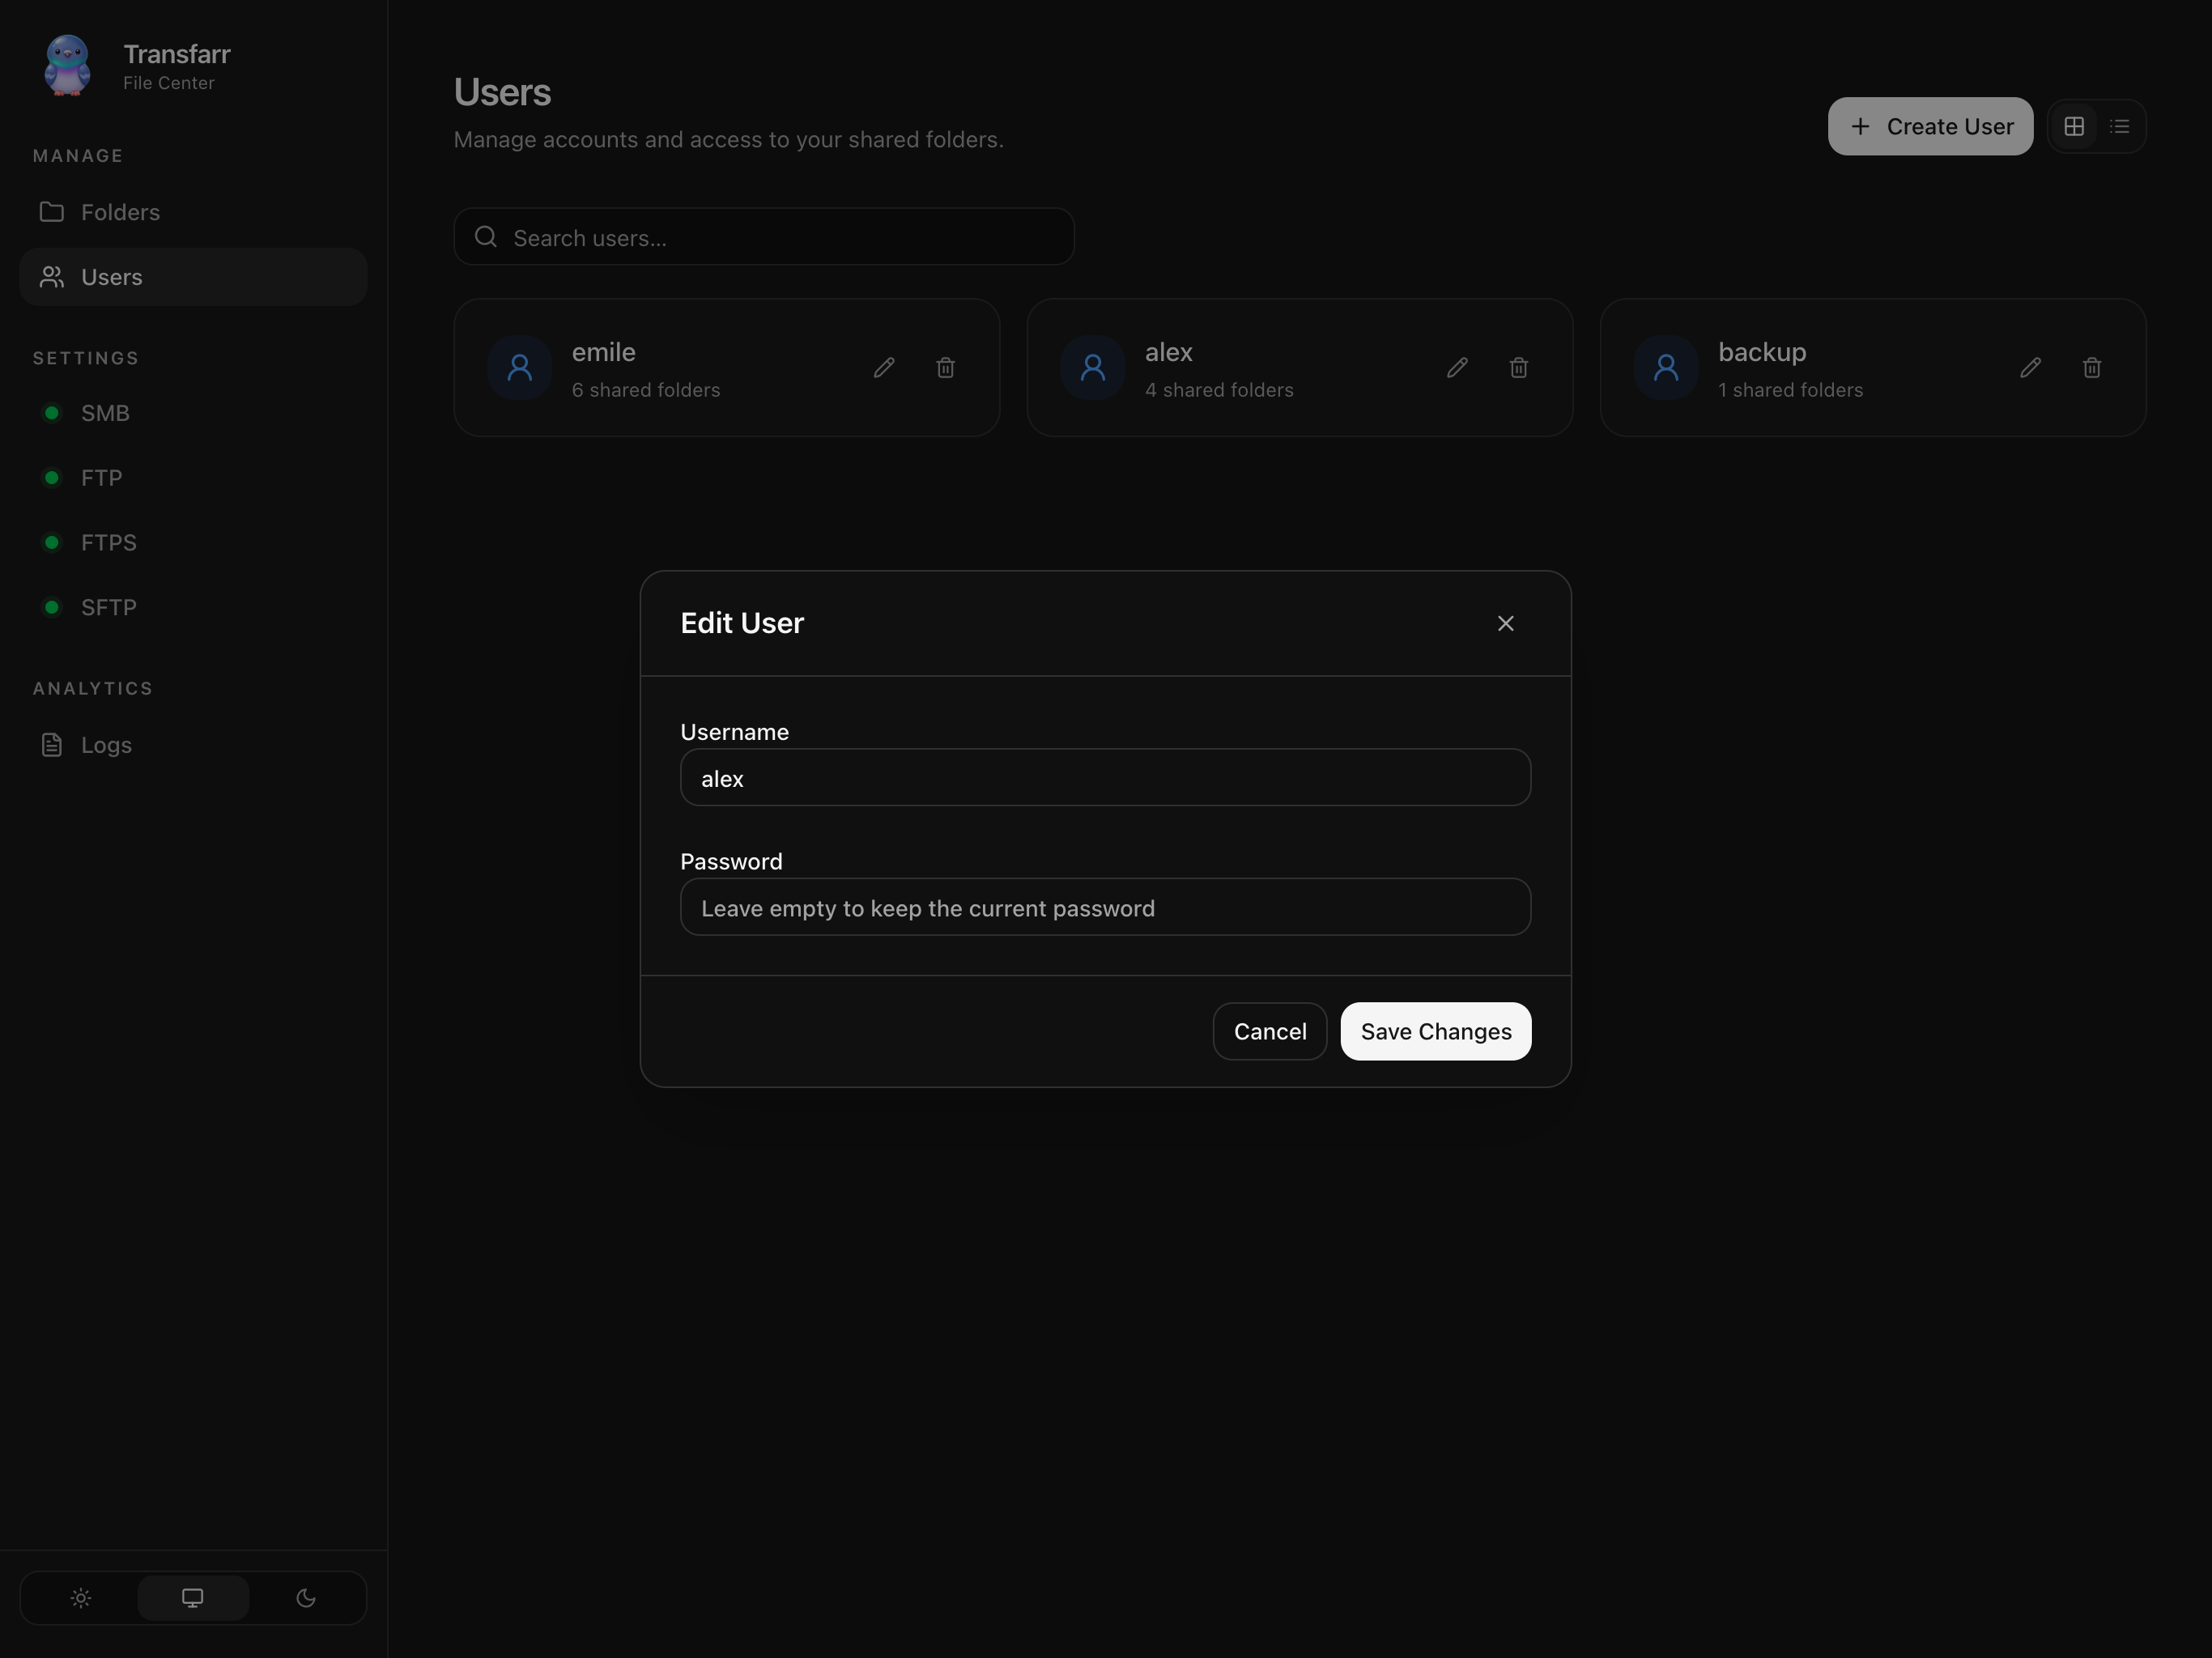 Transfarr
File Center
MANAGE
Folders
Users
SETTINGS
SMB
FTP
FTPS
SFTP
ANALYTICS
Logs
Users
Manage accounts and access to your shared folders.
Create User
Search users...
emile
6 shared folders
alex
4 shared folders
backup
1 shared folders
Edit User
Username
alex
Password
Leave empty to keep the current password
Cancel
Save Changes